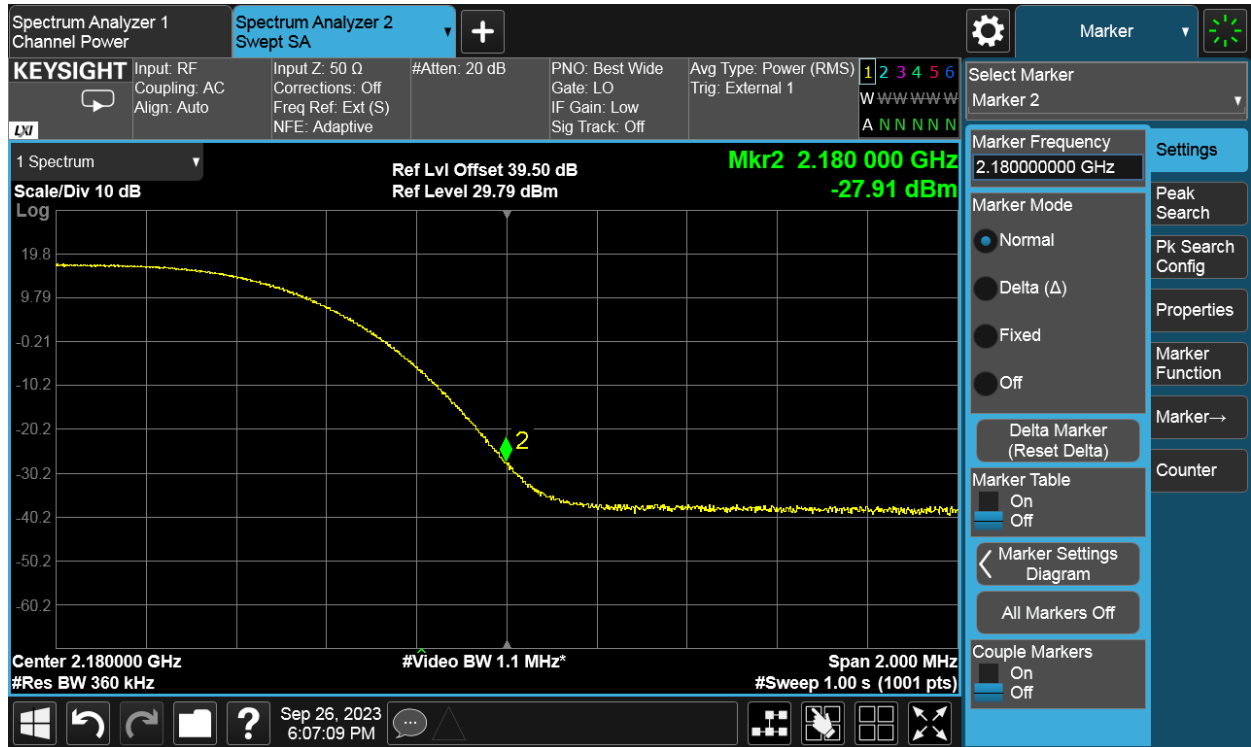 Spectrum Analyzer 1
Channel Power
Spectrum Analyzer 2
Swept SA
Marker
KEYSIGHT
LXI
Input: RF
Coupling: AC
Align: Auto
Input Z: 50 Ω
Corrections: Off
Freq Ref: Ext (S)
NFE: Adaptive
#Atten: 20 dB
PNO: Best Wide
Gate: LO
IF Gain: Low
Sig Track: Off
Avg Type: Power (RMS)
Trig: External 1
1 2 3 4 5 6
W W W W W W
A N N N N N
Select Marker
Marker 2
1 Spectrum
Scale/Div 10 dB
Log
Ref Lvl Offset 39.50 dB
Ref Level 29.79 dBm
Mkr2 2.180 000 GHz
-27.91 dBm
19.8
9.79
-0.21
-10.2
-20.2
-30.2
-40.2
-50.2
-60.2
2
Center 2.180000 GHz
#Res BW 360 kHz
#Video BW 1.1 MHz*
Span 2.000 MHz
#Sweep 1.00 s (1001 pts)
Marker Frequency
2.180000000 GHz
Marker Mode
Normal
Delta (Δ)
Fixed
Off
Delta Marker
(Reset Delta)
Marker Table
On
Off
Marker Settings
Diagram
All Markers Off
Couple Markers
On
Off
Settings
Peak
Search
Pk Search
Config
Properties
Marker
Function
Marker→
Counter
?
Sep 26, 2023
6:07:09 PM